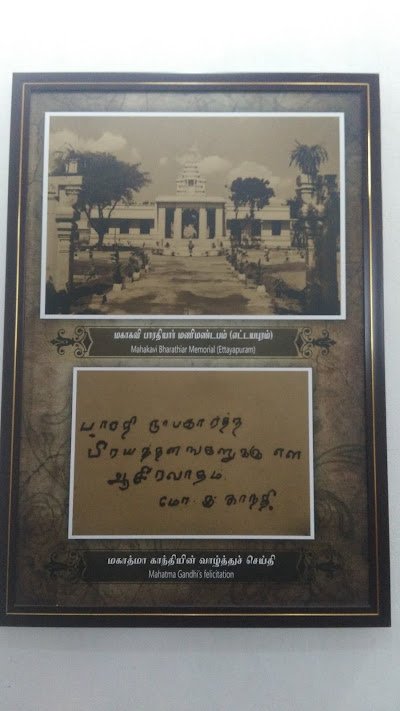 மகாகவி பாரதியார் மணிமண்டபம் (எட்டயபுரம்)
Mahakavi Bharathiar Memorial (Ettayapuram)
பாரதி ஞாபகார்த்த
பிரயத்தனங்களுக்கு என
ஆசிர்வாதம்
மோ. க. காந்தி
மகாத்மா காந்தியின் வாழ்த்துச் செய்தி
Mahatma Gandhi's felicitation